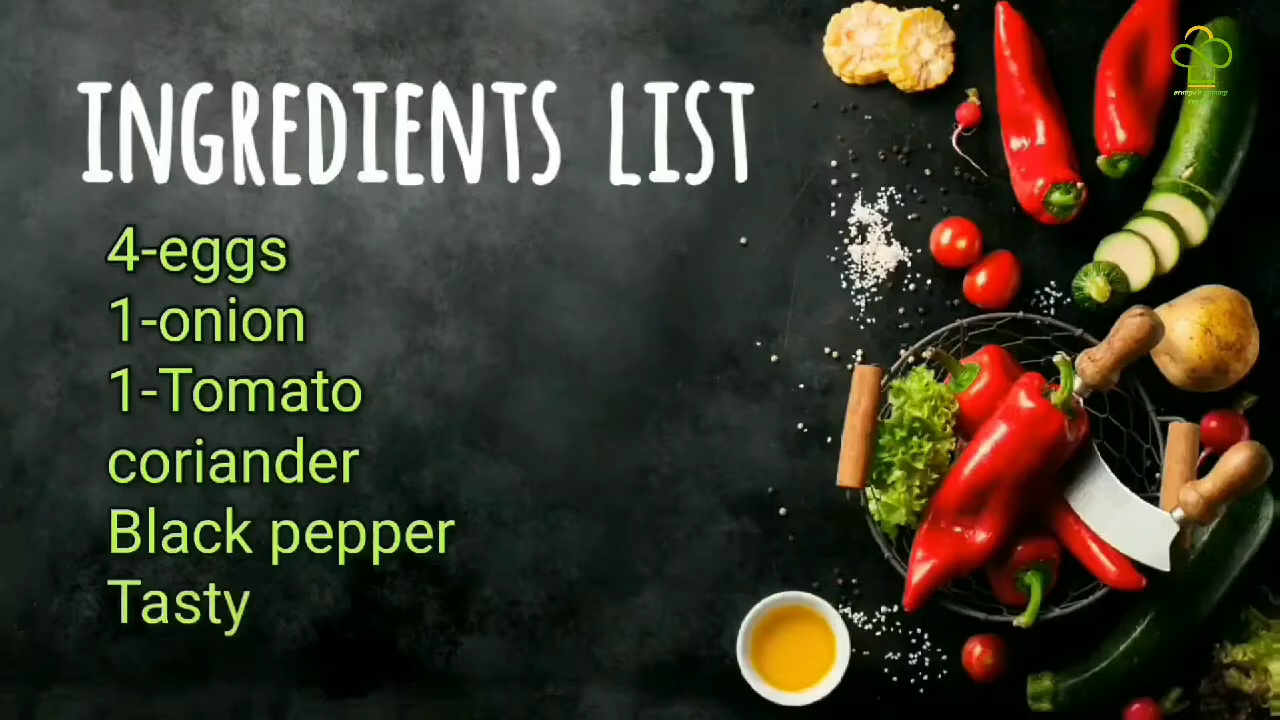 INGREDIENTS LIST
4-eggs
1-onion
1-Tomato
coriander
Black pepper
Tasty